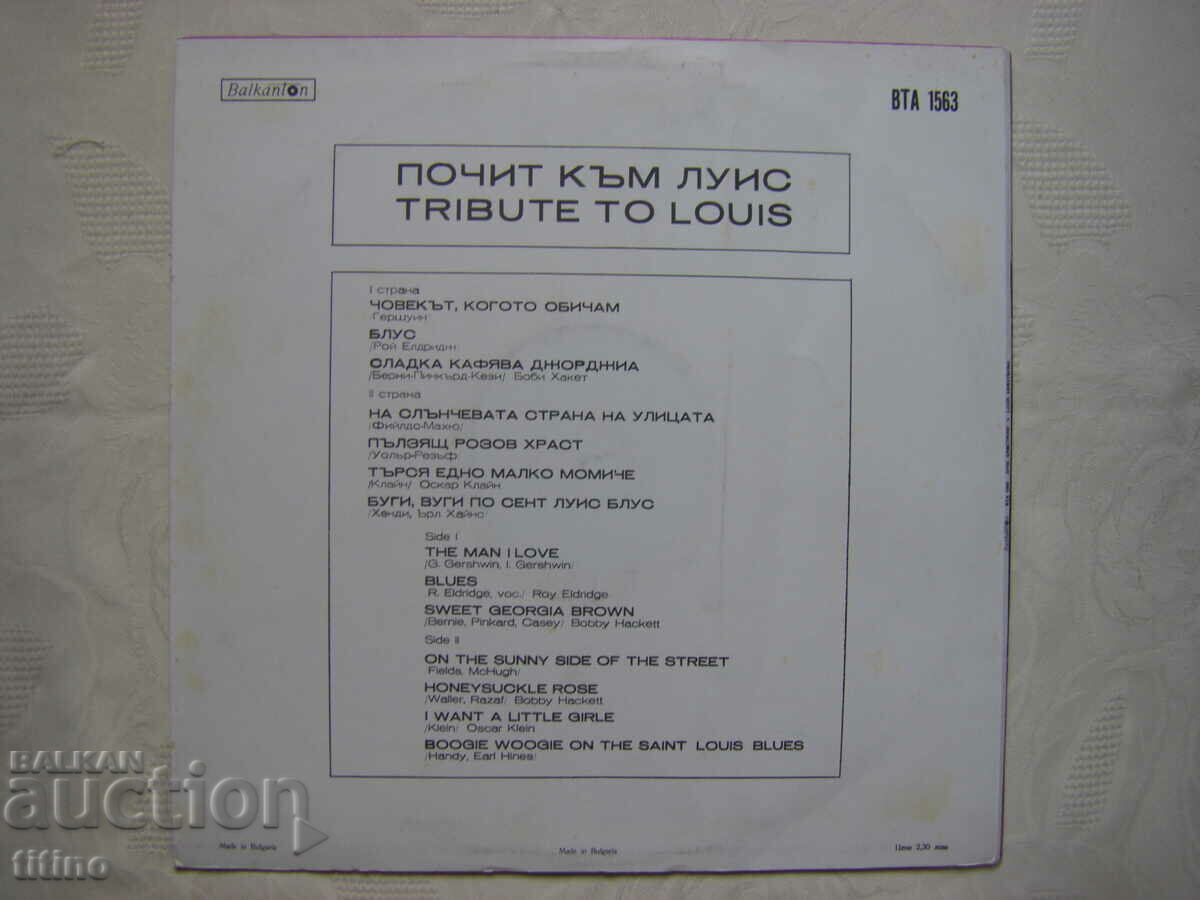 Balkanton
ВТА 1563
ПОЧИТ КЪМ ЛУИС
TRIBUTE TO LOUIS
I страна
ЧОВЕКЪТ, КОГОТО ОБИЧАМ
/Гершуин/
БЛУС
/Рой Елдридж/
СЛАДКА КАФЯВА ДЖОРДЖИА
/Берни-Пинкърд-Кези/ Боби Хакет
II страна
НА СЛЪНЧЕВАТА СТРАНА НА УЛИЦАТА
/Фийлдс-Махю/
ПЪЛЗЯЩ РОЗОВ ХРАСТ
/Уолър-Резъф/
ТЪРСЯ ЕДНО МАЛКО МОМИЧЕ
/Клайн/ Оскар Клайн
БУГИ, ВУГИ ПО СЕНТ ЛУИС БЛУС
/Хенди, Ърл Хайнс/
Side I
THE MAN I LOVE
/G. Gershwin, I. Gershwin/
BLUES
R. Eldridge, voc./ Roy Eldridge
SWEET GEORGIA BROWN
/Bernie, Pinkard, Casey/ Bobby Hackett
Side II
ON THE SUNNY SIDE OF THE STREET
Fields, McHugh/
HONEYSUCKLE ROSE
/Waller, Razaf/ Bobby Hackett
I WANT A LITTLE GIRLE
/Klein/ Oscar Klein
BOOGIE WOOGIE ON THE SAINT LOUIS BLUES
/Handy, Earl Hines/
Made in Bulgaria
Made in Bulgaria
Цена 2,30 лева
BALKAN
auction
titino